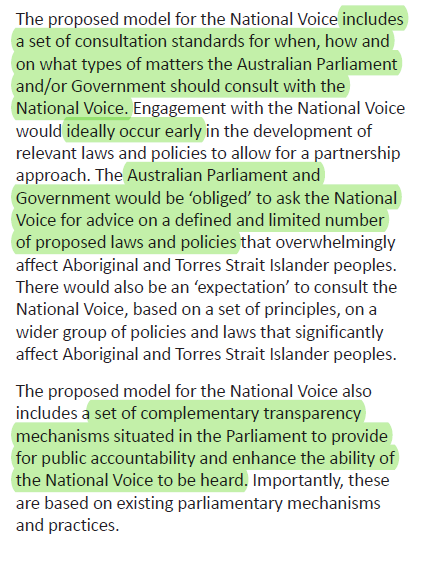 The proposed model for the National Voice includes
a set of consultation standards for when, how and
on what types of matters the Australian Parliament
and/or Government should consult with the
National Voice. Engagement with the National Voice
would ideally occur early in the development of
relevant laws and policies to allow for a partnership
approach. The Australian Parliament and
Government would be ‘obliged’ to ask the National
Voice for advice on a defined and limited number
of proposed laws and policies that overwhelmingly
affect Aboriginal and Torres Strait Islander peoples.
There would also be an ‘expectation’ to consult the
National Voice, based on a set of principles, on a
wider group of policies and laws that significantly
affect Aboriginal and Torres Strait Islander peoples.
The proposed model for the National Voice also
includes a set of complementary transparency
mechanisms situated in the Parliament to provide
for public accountability and enhance the ability of
the National Voice to be heard. Importantly, these
are based on existing parliamentary mechanisms
and practices.